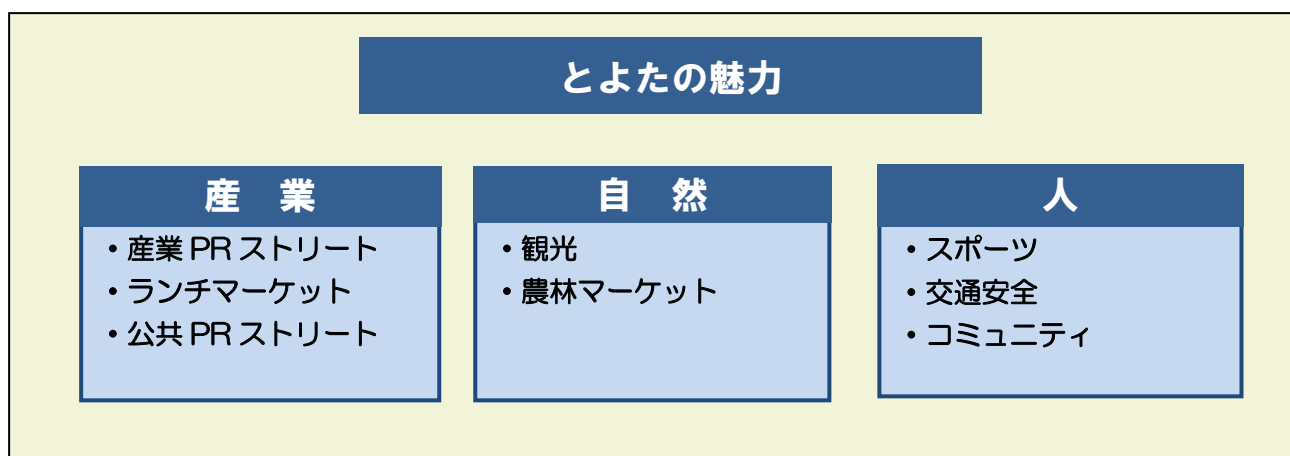 とよたの魅力
産　業
・産業 PR ストリート
・ランチマーケット
・公共 PR ストリート
自　然
・観光
・農林マーケット
人
・スポーツ
・交通安全
・コミュニティ